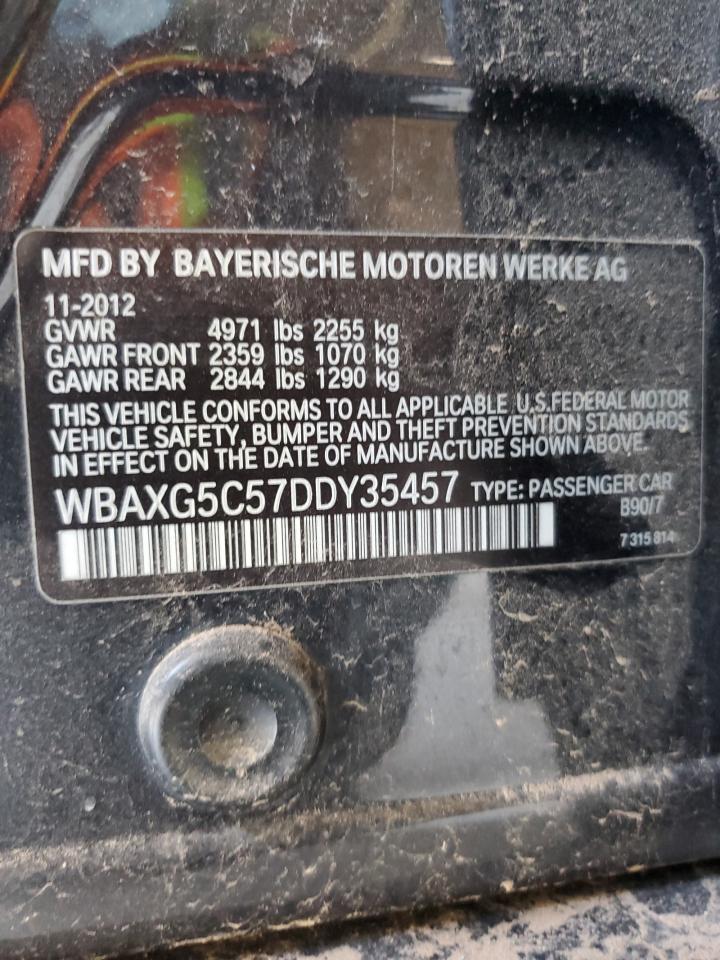 MFD BY BAYERISCHE MOTOREN WERKE AG
11-2012
GVWR 4971 lbs 2255 kg
GAWR FRONT 2359 lbs 1070 kg
GAWR REAR 2844 lbs 1290 kg
THIS VEHICLE CONFORMS TO ALL APPLICABLE U.S.FEDERAL MOTOR
VEHICLE SAFETY, BUMPER AND THEFT PREVENTION STANDARDS
IN EFFECT ON THE DATE OF MANUFACTURE SHOWN ABOVE.
WBAXG5C57DDY35457 TYPE: PASSENGER CAR
B90/7
7 315 814